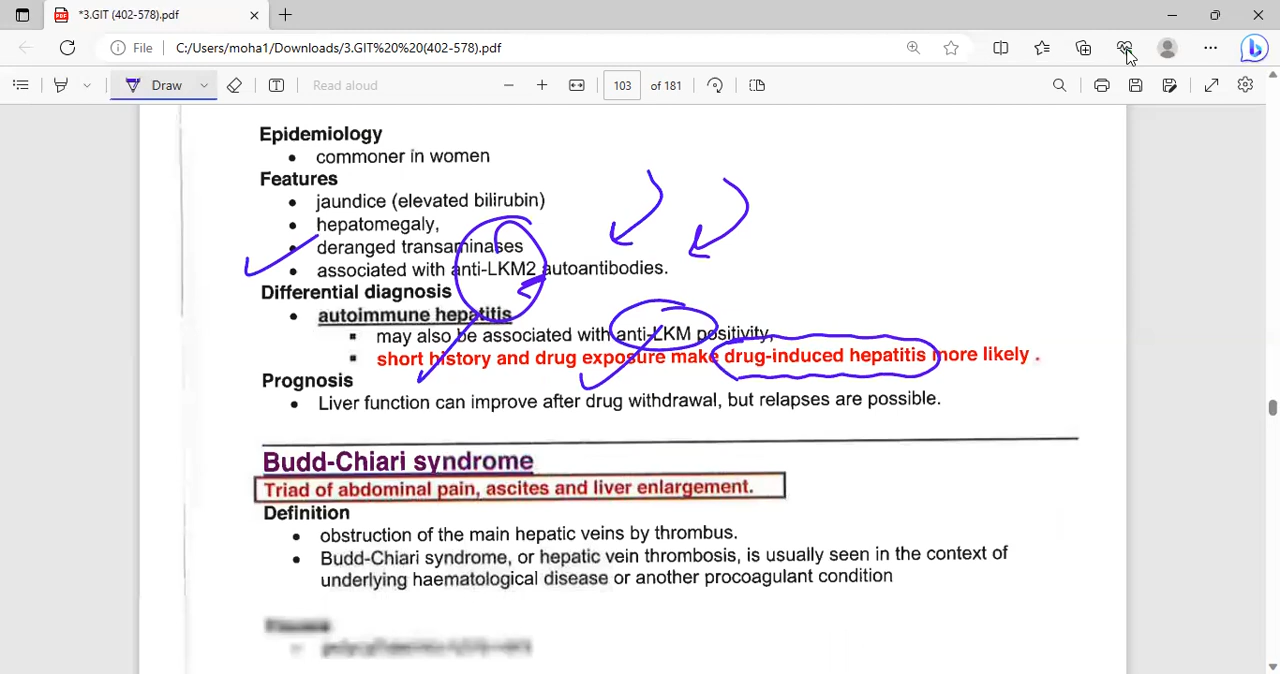 *3.GIT (402-578).pdf
File C:/Users/moha1/Downloads/3.GIT%20%20(402-578).pdf
Draw Read aloud 103 of 181
Epidemiology
• commoner in women
Features
• jaundice (elevated bilirubin)
• hepatomegaly,
• deranged transaminases
• associated with anti-LKM2 autoantibodies.
Differential diagnosis
• autoimmune hepatitis
▪ may also be associated with anti-LKM positivity,
▪ short history and drug exposure make drug-induced hepatitis more likely .
Prognosis
• Liver function can improve after drug withdrawal, but relapses are possible.
Budd-Chiari syndrome
Triad of abdominal pain, ascites and liver enlargement.
Definition
• obstruction of the main hepatic veins by thrombus.
• Budd-Chiari syndrome, or hepatic vein thrombosis, is usually seen in the context of
underlying haematological disease or another procoagulant condition